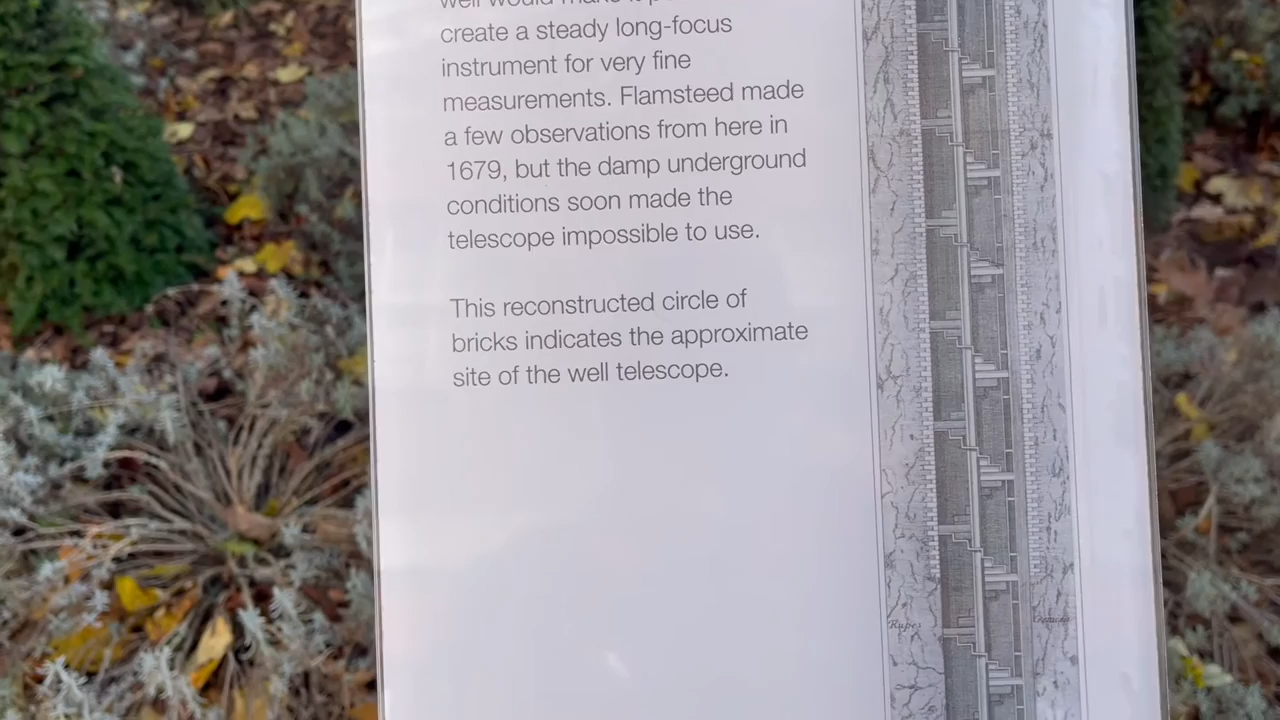 create a steady long-focus
instrument for very fine
measurements. Flamsteed made
a few observations from here in
1679, but the damp underground
conditions soon made the
telescope impossible to use.
This reconstructed circle of
bricks indicates the approximate
site of the well telescope.
Rupes